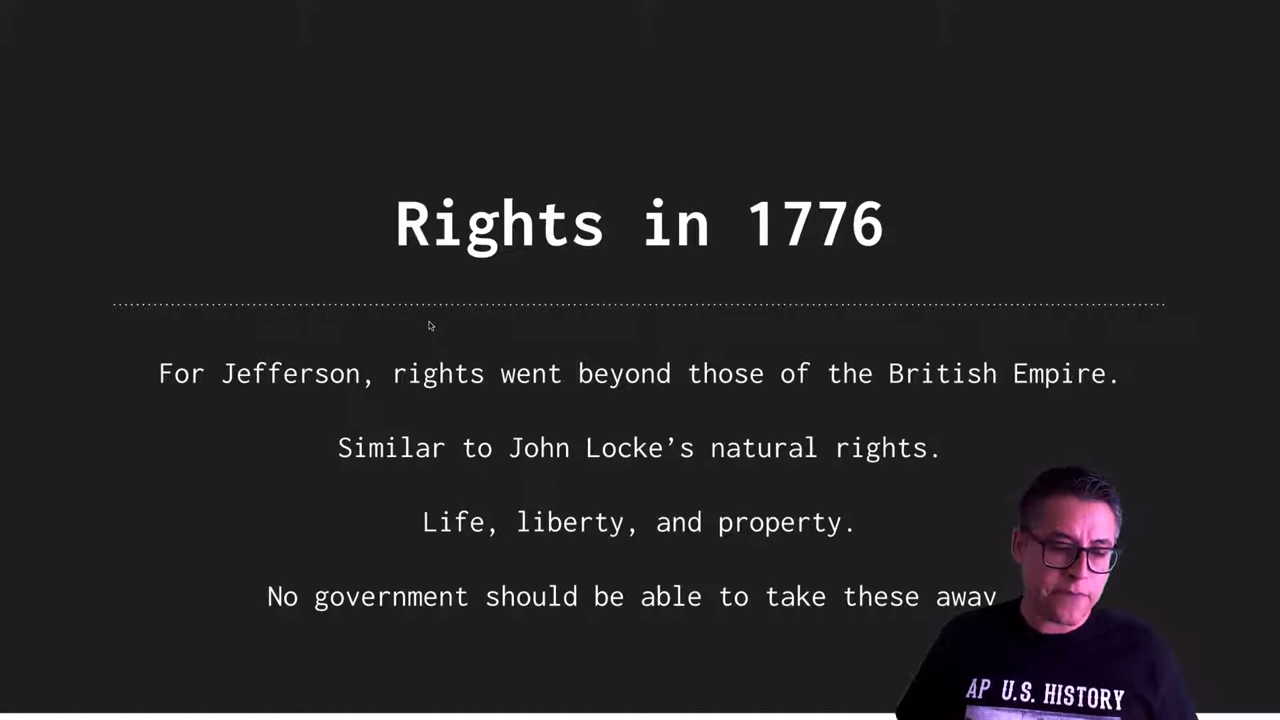 Rights in 1776
For Jefferson, rights went beyond those of the British Empire.
Similar to John Locke’s natural rights.
Life, liberty, and property.
No government should be able to take these away
AP U.S. HISTORY